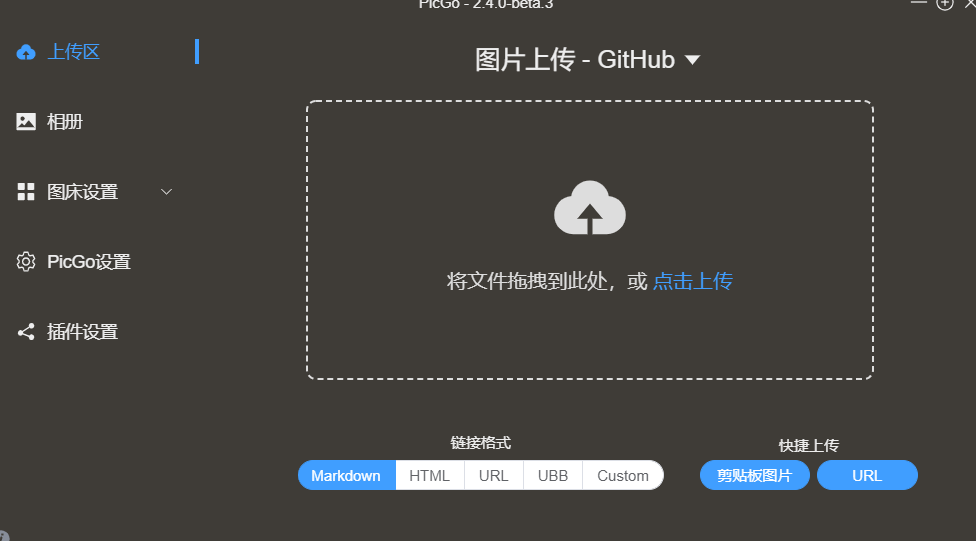 PicGo - 2.4.0-beta.3
上传区
相册
图床设置
PicGo设置
插件设置
图片上传 - GitHub
将文件拖拽到此处，或 点击上传
链接格式
Markdown HTML URL UBB Custom
快捷上传
剪贴板图片 URL